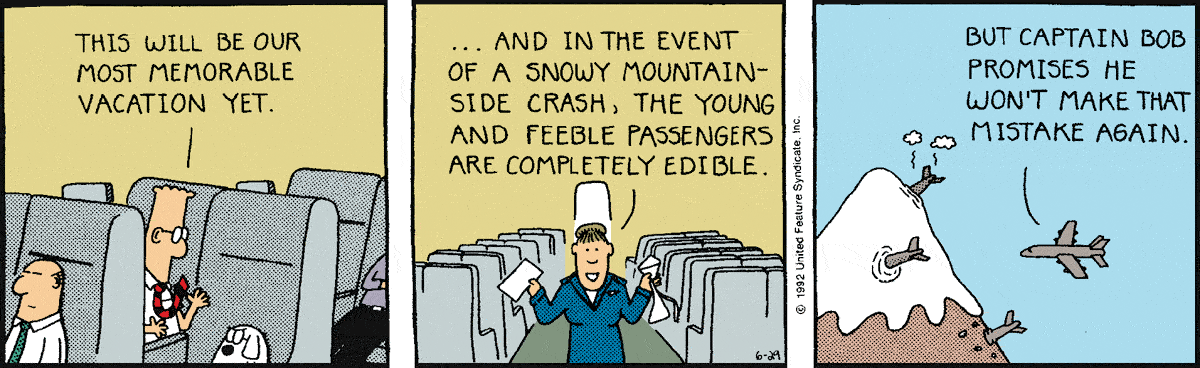 THIS WILL BE OUR
MOST MEMORABLE
VACATION YET.
... AND IN THE EVENT
OF A SNOWY MOUNTAIN-
SIDE CRASH, THE YOUNG
AND FEEBLE PASSENGERS
ARE COMPLETELY EDIBLE.
6-29
© 1992 United Feature Syndicate, Inc.
BUT CAPTAIN BOB
PROMISES HE
WON'T MAKE THAT
MISTAKE AGAIN.